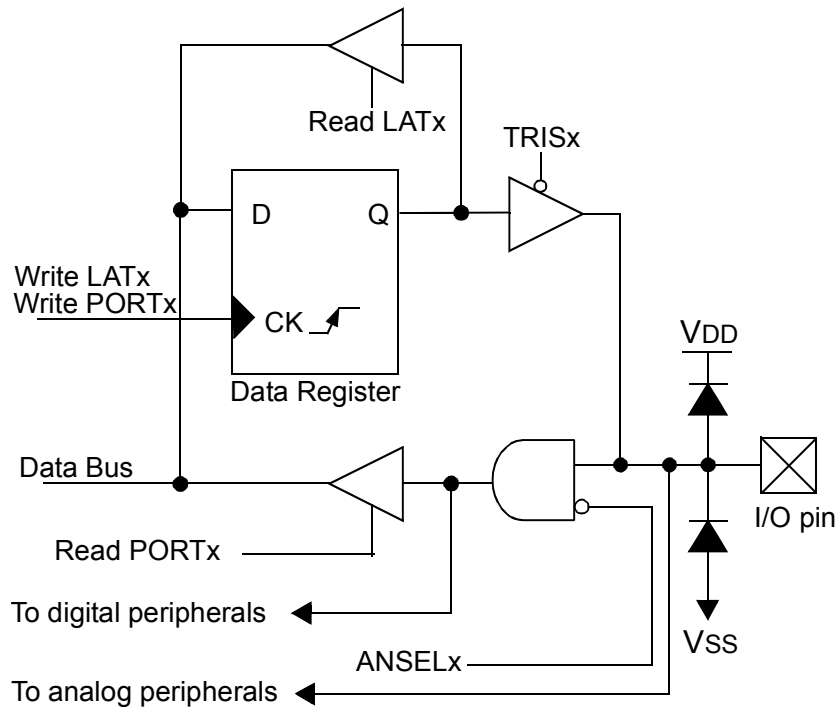 Read LATx
TRISx
D
Q
Write LATx
Write PORTx
CK
Data Register
VDD
Data Bus
I/O pin
Read PORTx
To digital peripherals
VSS
ANSELx
To analog peripherals